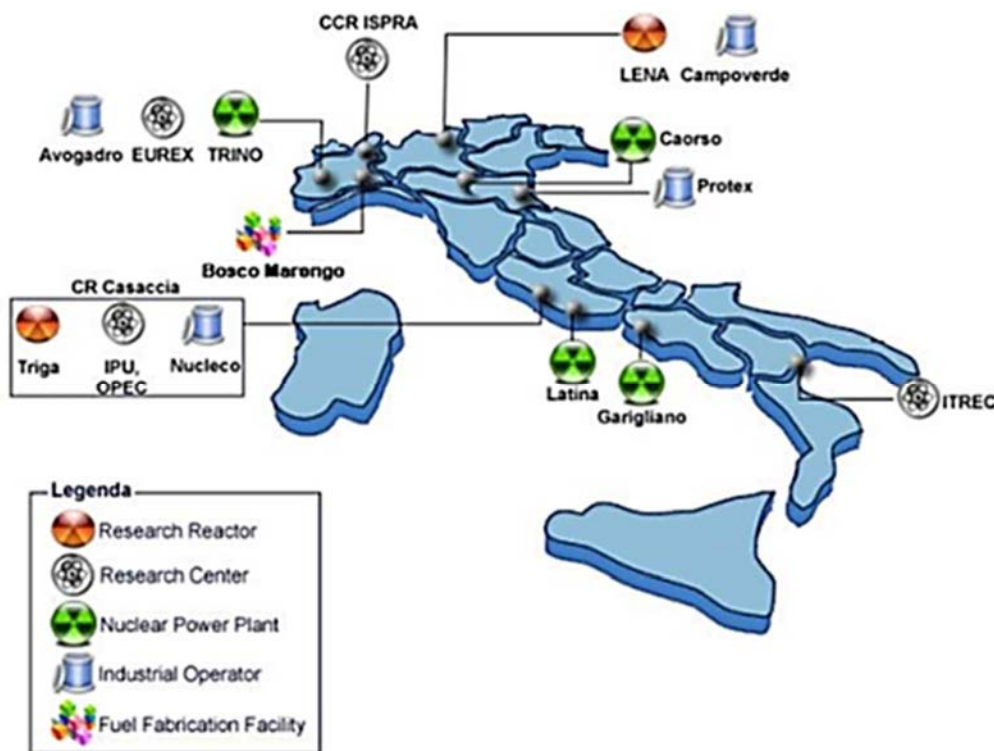 CCR ISPRA
LENA Campoverde
Avogadro EUREX TRINO
Caorso
Protex
Bosco Marengo
CR Casaccia
Triga IPU, Nucleco
OPEC
Latina
Garigliano
ITREC
Legenda
Research Reactor
Research Center
Nuclear Power Plant
Industrial Operator
Fuel Fabrication Facility